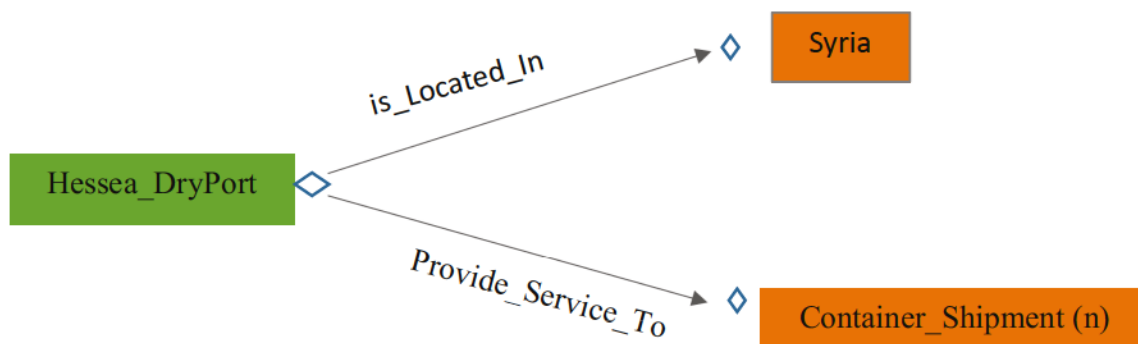 Syria
is_Located_In
Hessea_DryPort
Provide_Service_To
Container_Shipment (n)